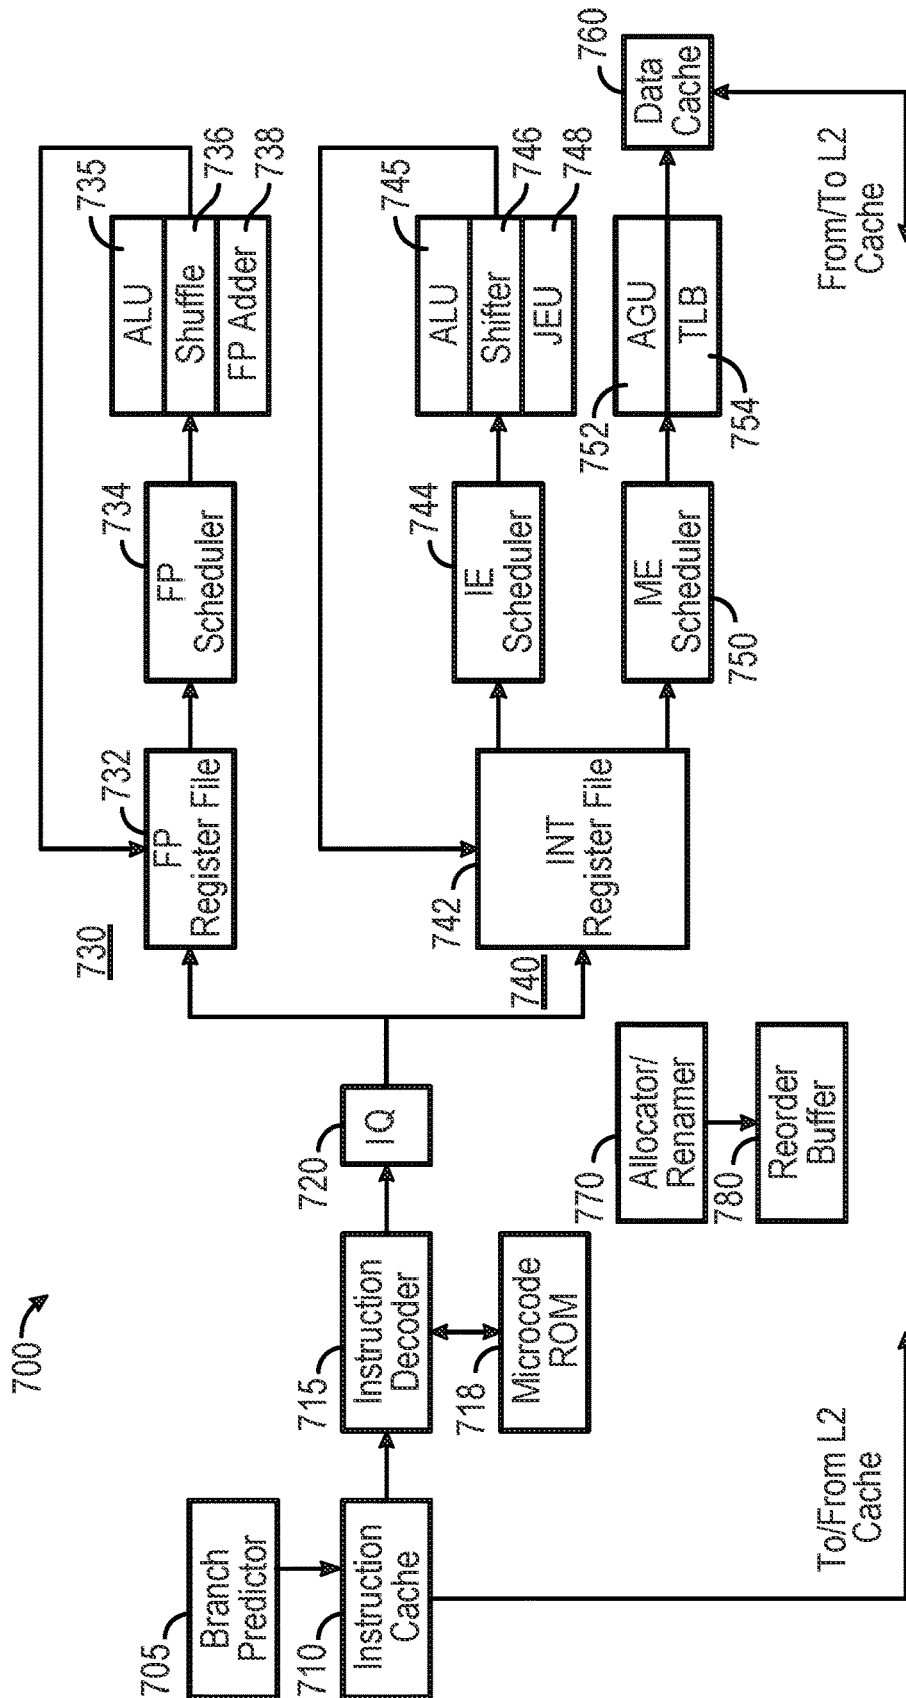 700
705
Branch
Predictor
710
Instruction
Cache
To/From L2
Cache
715
Instruction
Decoder
718
Microcode
ROM
720
IQ
770
Allocator/
Renamer
780
Reorder
Buffer
730
732
FP
Register File
734
FP
Scheduler
735
ALU
736
Shuffle
738
FP Adder
740
742
INT
Register File
744
IE
Scheduler
745
ALU
746
Shifter
748
JEU
750
ME
Scheduler
752
AGU
754
TLB
760
Data
Cache
From/To L2
Cache